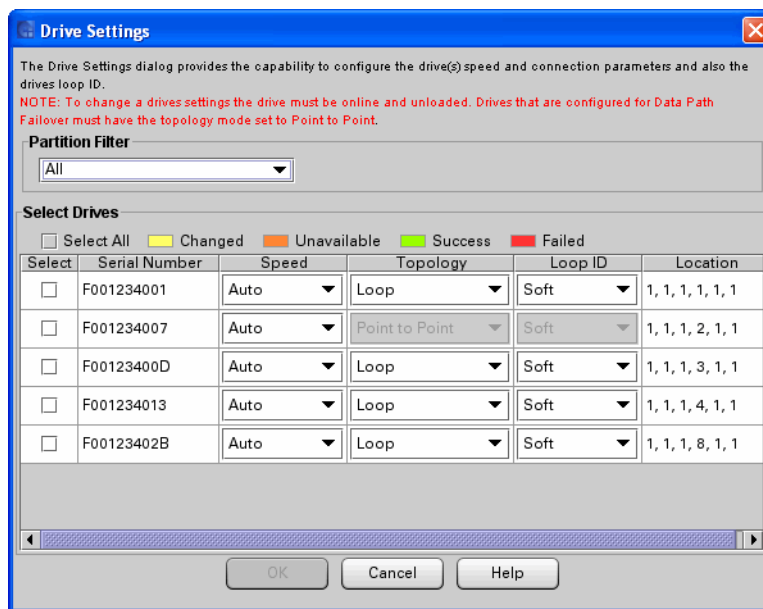 Drive Settings
The Drive Settings dialog provides the capability to configure the drive(s) speed and connection parameters and also the
drives loop ID.
NOTE: To change a drives settings the drive must be online and unloaded. Drives that are configured for Data Path
Failover must have the topology mode set to Point to Point.
Partition Filter
All
Select Drives
Select All Changed Unavailable Success Failed
Select Serial Number Speed Topology Loop ID Location
F001234001 Auto Loop Soft 1, 1, 1, 1, 1, 1
F001234007 Auto Point to Point Soft 1, 1, 1, 2, 1, 1
F00123400D Auto Loop Soft 1, 1, 1, 3, 1, 1
F001234013 Auto Loop Soft 1, 1, 1, 4, 1, 1
F00123402B Auto Loop Soft 1, 1, 1, 8, 1, 1
OK Cancel Help